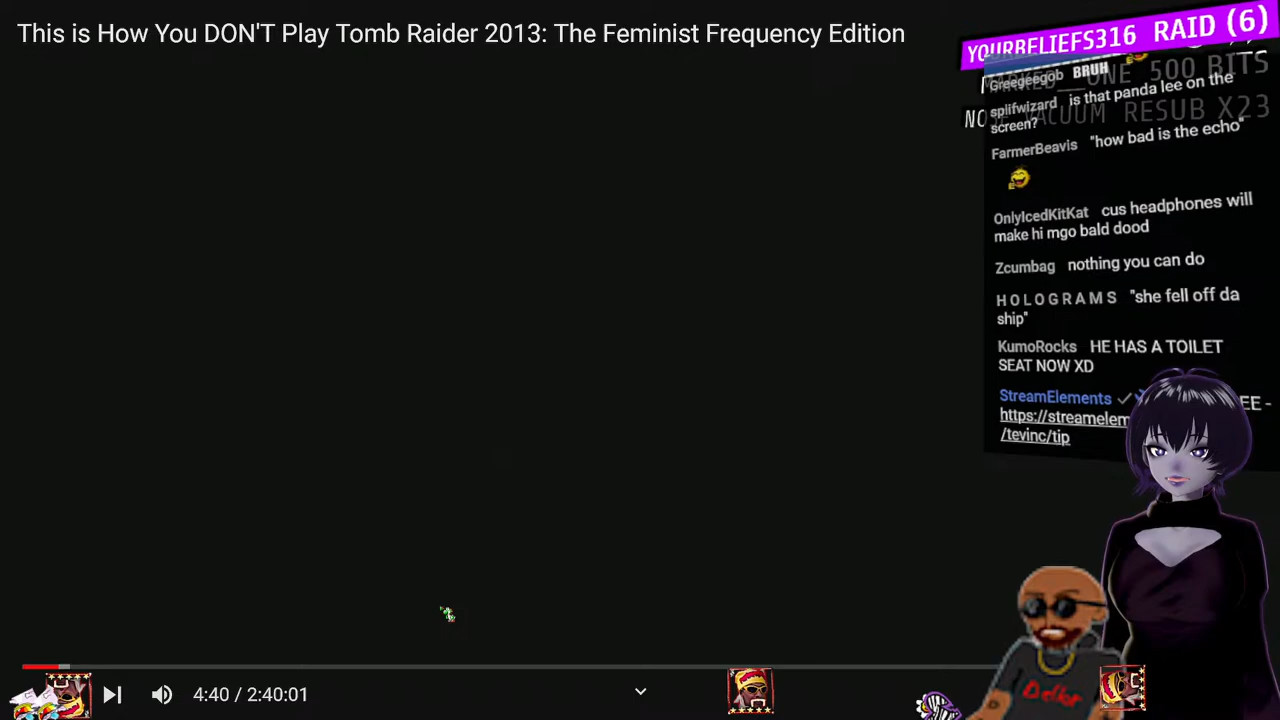 This is How You DON'T Play Tomb Raider 2013: The Feminist Frequency Edition
YOURBELIEFS316 RAID (6)
500 BITS
VACUUM RESUB X23
Greegeegob BRUH
splifwizard is that panda lee on the
screen?
FarmerBeavis "how bad is the echo"
OnlyIcedKitKat cus headphones will
make hi mgo bald dood
Zcumbag nothing you can do
HOLOGRAMS "she fell off da
ship"
KumoRocks HE HAS A TOILET
SEAT NOW XD
StreamElements
https://streamelem
/tevinc/tip
4:40 / 2:40:01